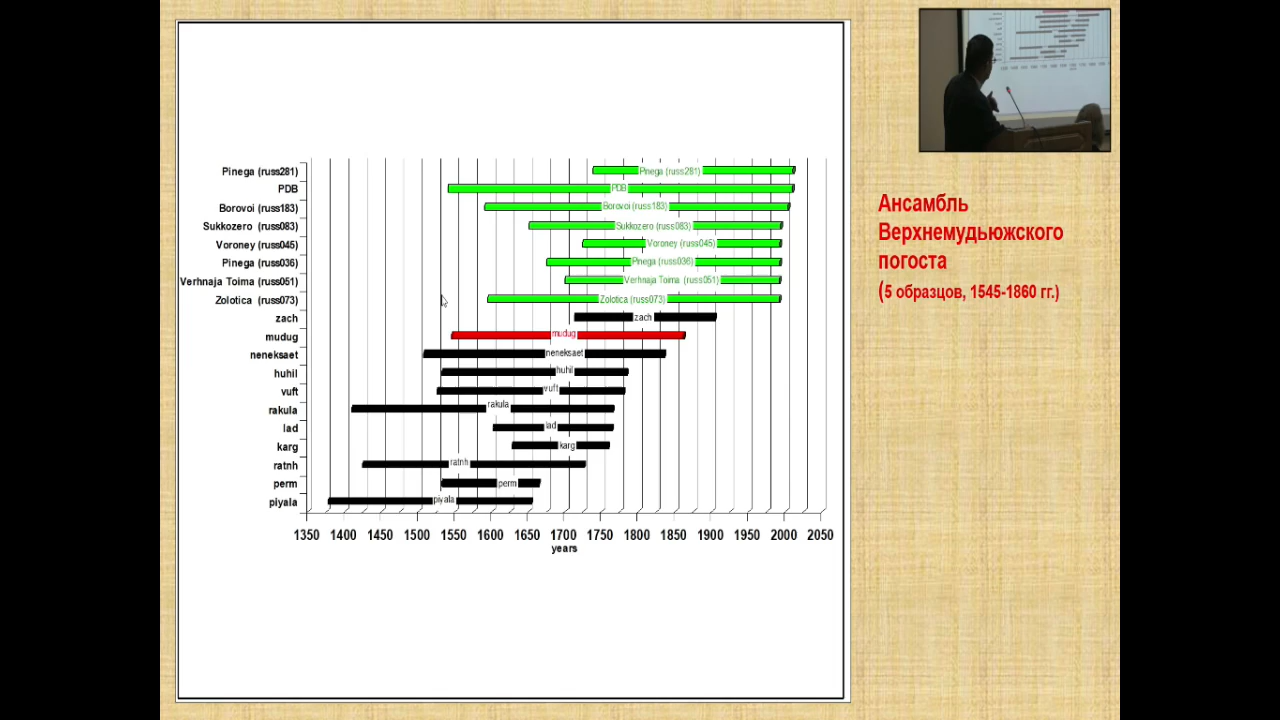 Pinega (russ281)
Pinega (russ281)
PDB
PDB
Borovoi (russ183)
Borovoi (russ183)
Sukkozero (russ083)
Sukkozero (russ083)
Voroney (russ045)
Voroney (russ045)
Pinega (russ036)
Pinega (russ036)
Verhnaja Toima (russ051)
Verhnaja Toima (russ051)
Zolotica (russ073)
Zolotica (russ073)
zach
zach
mudug
mudug
neneksaet
neneksaet
huhil
huhil
vuft
vuft
rakula
rakula
lad
lad
karg
karg
ratnh
ratnh
perm
perm
piyala
piyala
1350 1400 1450 1500 1550 1600 1650 1700 1750 1800 1850 1900 1950 2000 2050
years
Ансамбль
Верхнемудьюжского
погоста
(5 образцов, 1545-1860 гг.)